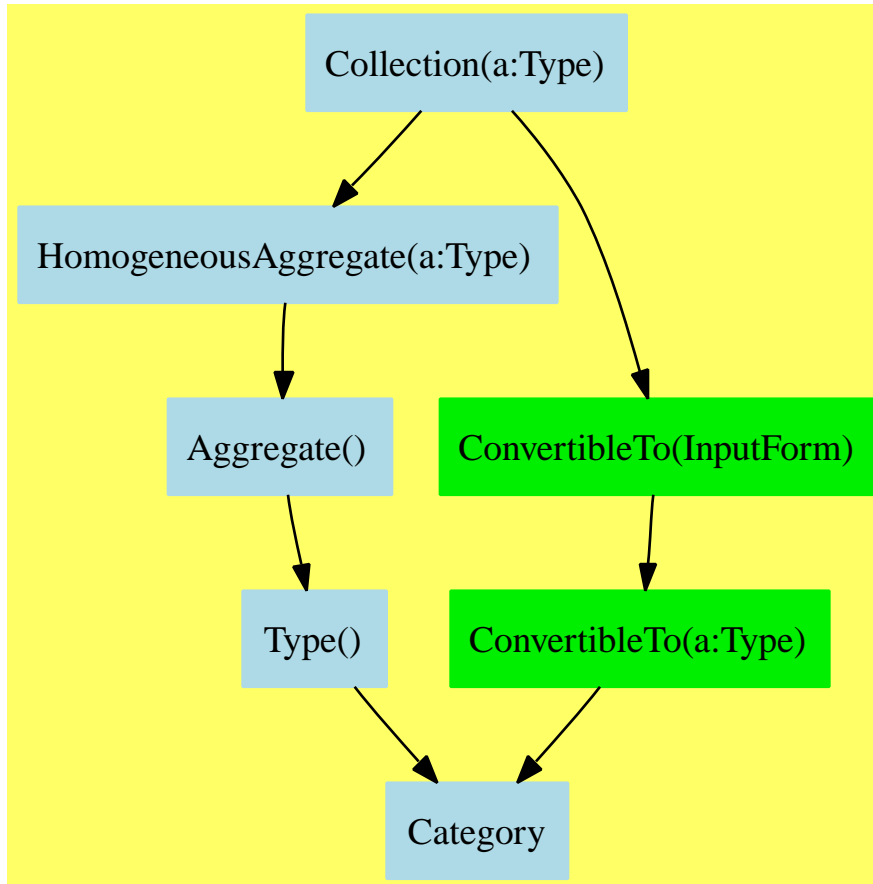 Collection(a:Type)
HomogeneousAggregate(a:Type)
Aggregate()
ConvertibleTo(InputForm)
Type()
ConvertibleTo(a:Type)
Category